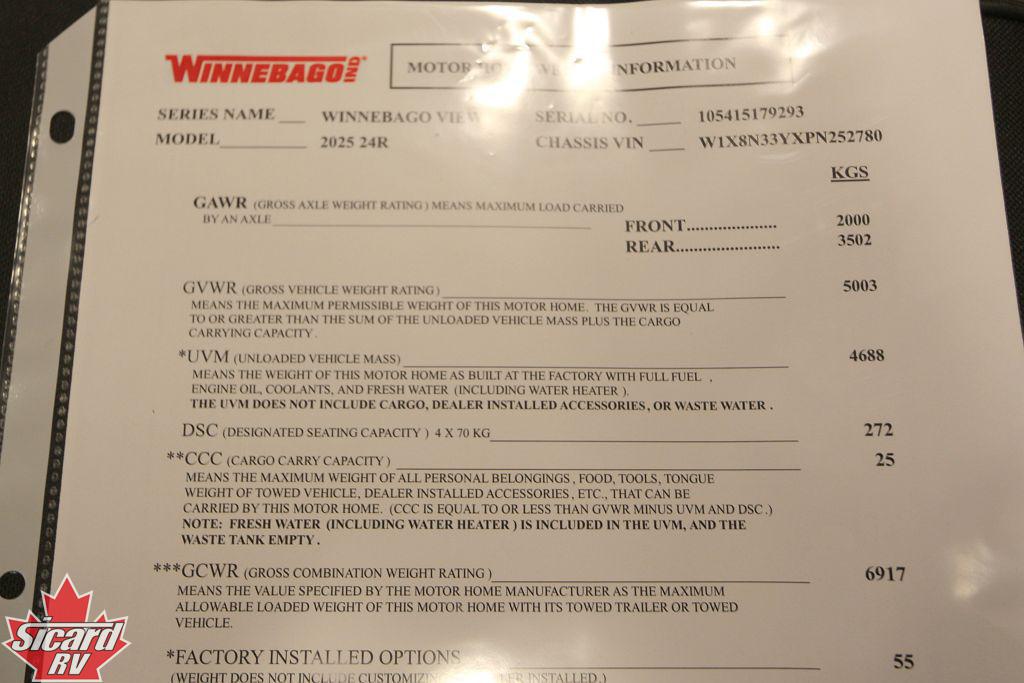 WINNEBAGO IND MOTOR INFORMATION
SERIES NAME ___ WINNEBAGO VIEW SERIAL NO. _____ 105415179293
MODEL__________ 2025 24R CHASSIS VIN ____ W1X8N33YXPN252780
KGS
GAWR (GROSS AXLE WEIGHT RATING) MEANS MAXIMUM LOAD CARRIED
BY AN AXLE
FRONT..................... 2000
REAR........................ 3502
GVWR (GROSS VEHICLE WEIGHT RATING) 5003
MEANS THE MAXIMUM PERMISSIBLE WEIGHT OF THIS MOTOR HOME. THE GVWR IS EQUAL
TO OR GREATER THAN THE SUM OF THE UNLOADED VEHICLE MASS PLUS THE CARGO
CARRYING CAPACITY.
*UVM (UNLOADED VEHICLE MASS) 4688
MEANS THE WEIGHT OF THIS MOTOR HOME AS BUILT AT THE FACTORY WITH FULL FUEL ,
ENGINE OIL, COOLANTS, AND FRESH WATER (INCLUDING WATER HEATER ).
THE UVM DOES NOT INCLUDE CARGO, DEALER INSTALLED ACCESSORIES, OR WASTE WATER .
DSC (DESIGNATED SEATING CAPACITY ) 4 X 70 KG 272
**CCC (CARGO CARRY CAPACITY ) 25
MEANS THE MAXIMUM WEIGHT OF ALL PERSONAL BELONGINGS, FOOD, TOOLS, TONGUE
WEIGHT OF TOWED VEHICLE, DEALER INSTALLED ACCESSORIES, ETC., THAT CAN BE
CARRIED BY THIS MOTOR HOME. (CCC IS EQUAL TO OR LESS THAN GVWR MINUS UVM AND DSC .)
NOTE: FRESH WATER (INCLUDING WATER HEATER ) IS INCLUDED IN THE UVM, AND THE
WASTE TANK EMPTY .
***GCWR (GROSS COMBINATION WEIGHT RATING ) 6917
MEANS THE VALUE SPECIFIED BY THE MOTOR HOME MANUFACTURER AS THE MAXIMUM
ALLOWABLE LOADED WEIGHT OF THIS MOTOR HOME WITH ITS TOWED TRAILER OR TOWED
VEHICLE.
*FACTORY INSTALLED OPTIONS 55
(WEIGHT DOES NOT INCLUDE INSTALLED.)
Sicard
RV